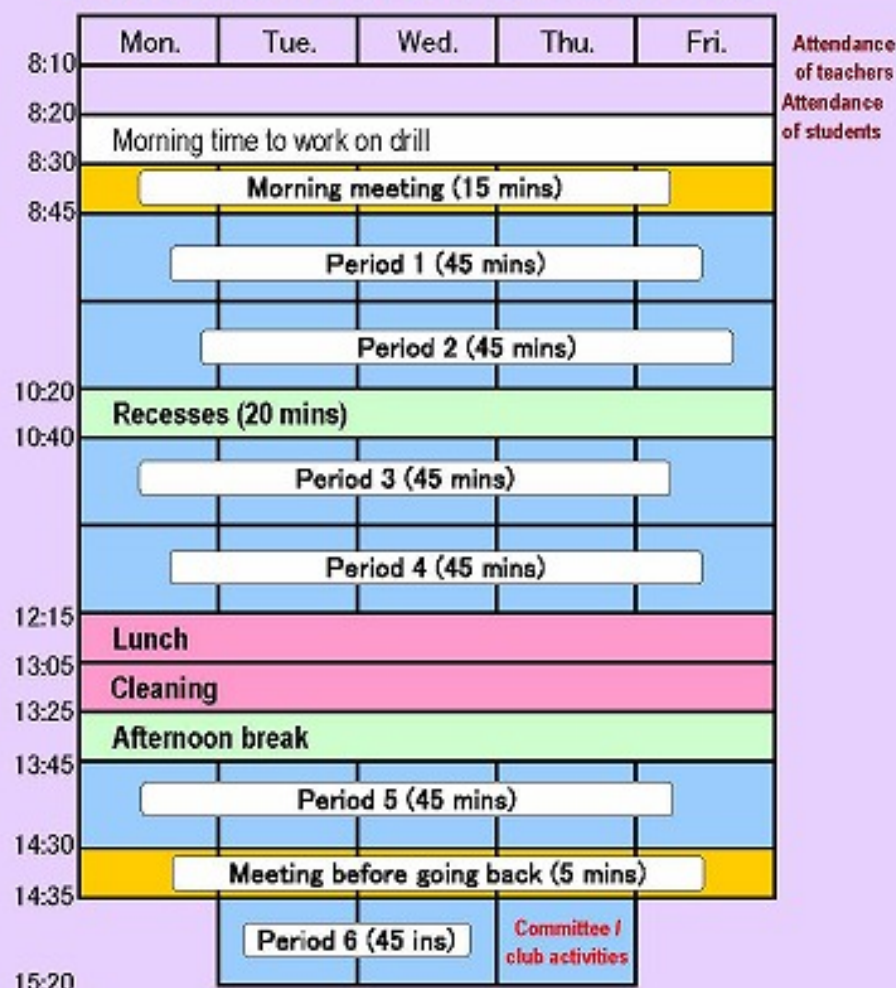 Mon. Tue. Wed. Thu. Fri.
Attendance
of teachers
8:10
Attendance
of students
8:20
Morning time to work on drill
8:30
Morning meeting (15 mins)
8:45
Period 1 (45 mins)
Period 2 (45 mins)
10:20
Recesses (20 mins)
10:40
Period 3 (45 mins)
Period 4 (45 mins)
12:15
Lunch
13:05
Cleaning
13:25
Afternoon break
13:45
Period 5 (45 mins)
14:30
Meeting before going back (5 mins)
14:35
Period 6 (45 ins)
Committee /
club activities
15:20